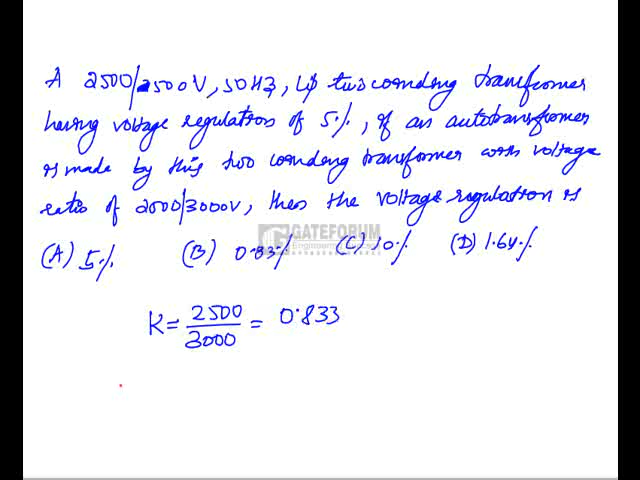 A 2500/2500V, 50Hz, 1ϕ two winding transformer
having voltage regulation of 5%, if an autotransformer
is made by this two winding transformer with voltage
ratio of 2500/3000V, then the voltage regulation is
GATEFORUM
(A) 5% (B) 0.83% (C) 10% (D) 1.64%
K = 2500/3000 = 0.833